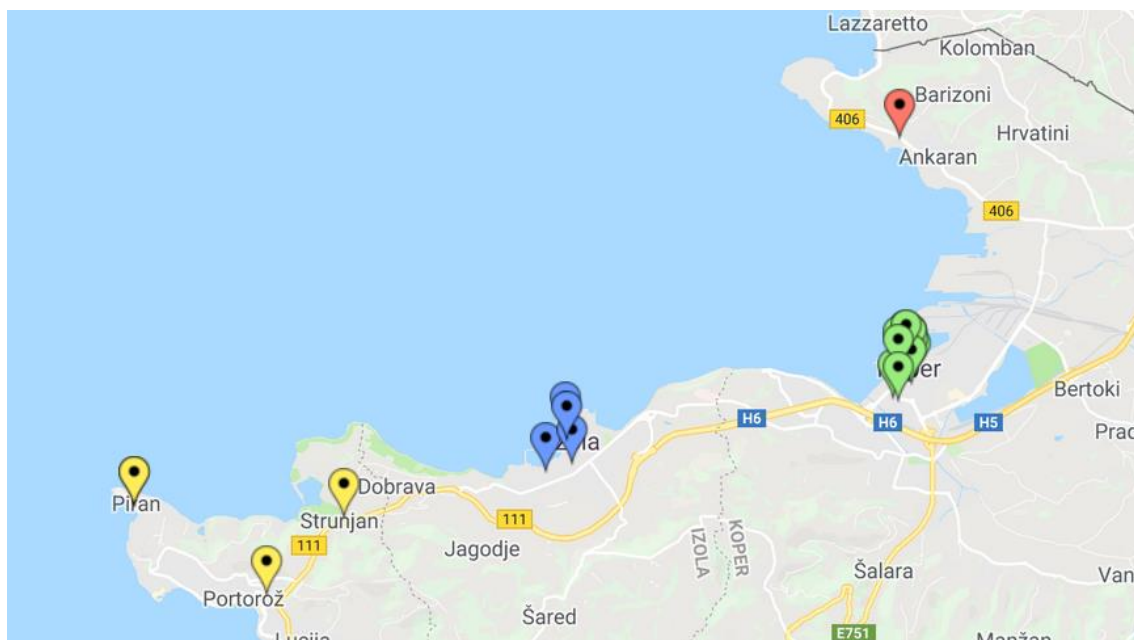 Lazzaretto
Kolomban
Barizoni
406
Hrvatini
Ankaran
406
Bertoki
H6
H6
H5
Dobrava
Piran
Strunjan
111
111
Jagodje
IZOLA
KOPER
Šalara
Portorož
Šared
E751